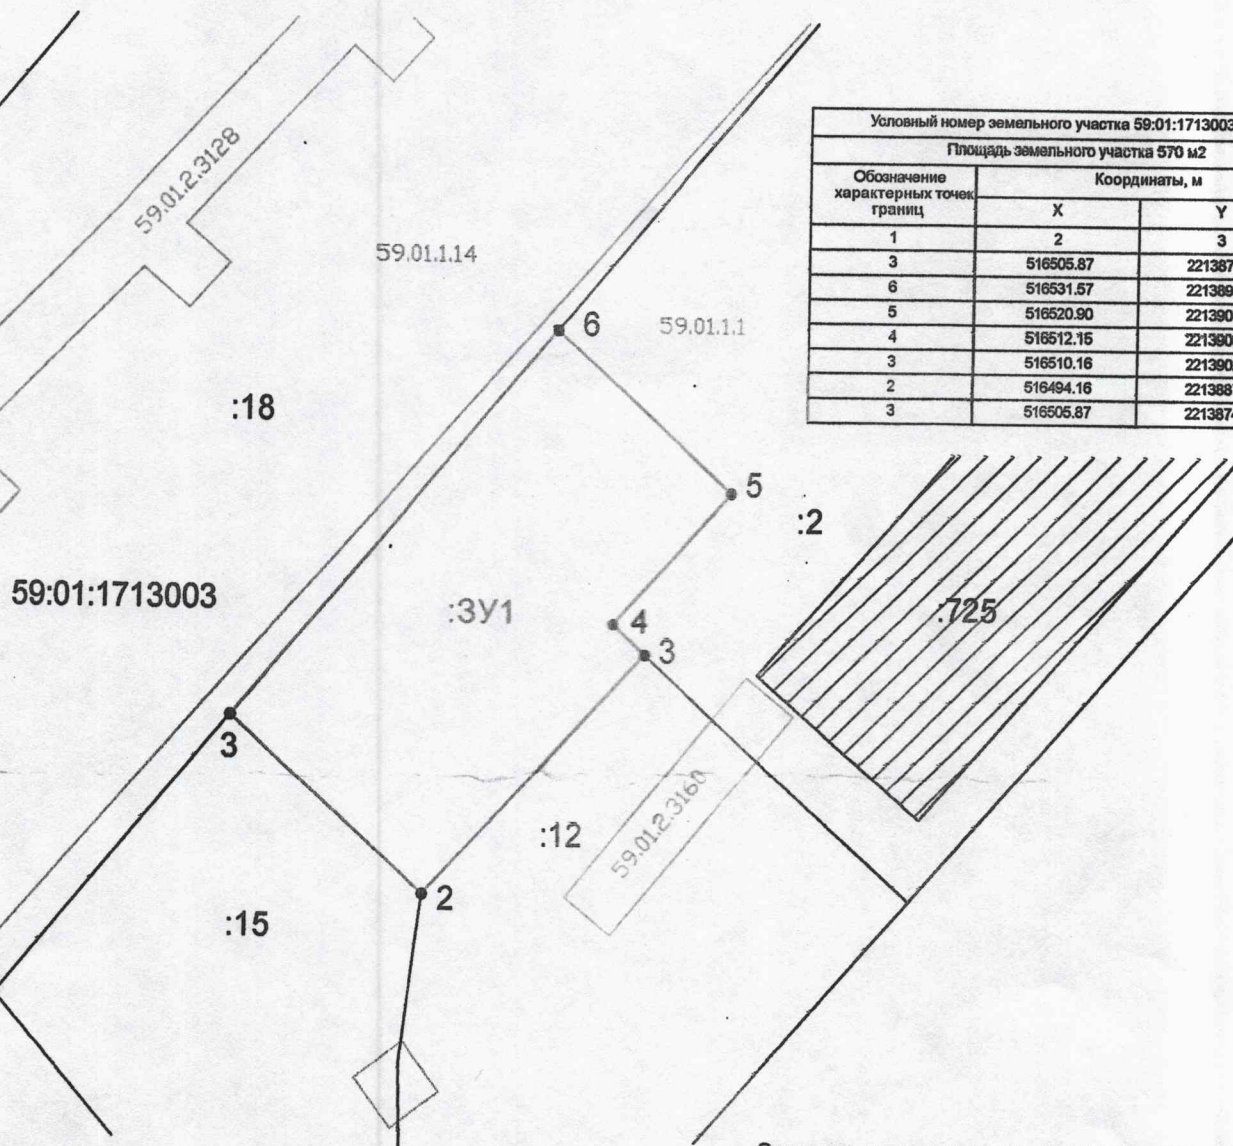 59.01.2.3128
59.01.1.14
59.01.1.1
6
:18
5
:2
59:01:1713003
:ЗУ1
4
3
:725
3
59.01.2.3160
:12
2
:15
Условный номер земельного участка 59:01:1713003
Площадь земельного участка 570 м2
Обозначение характерных точек границ
Координаты, м
X Y
1 2 3
3 516505.87 221387
6 516531.57 221389
5 516520.90 221390
4 516512.15 221390
3 516510.16 221390
2 516494.16 221388
3 516505.87 221387